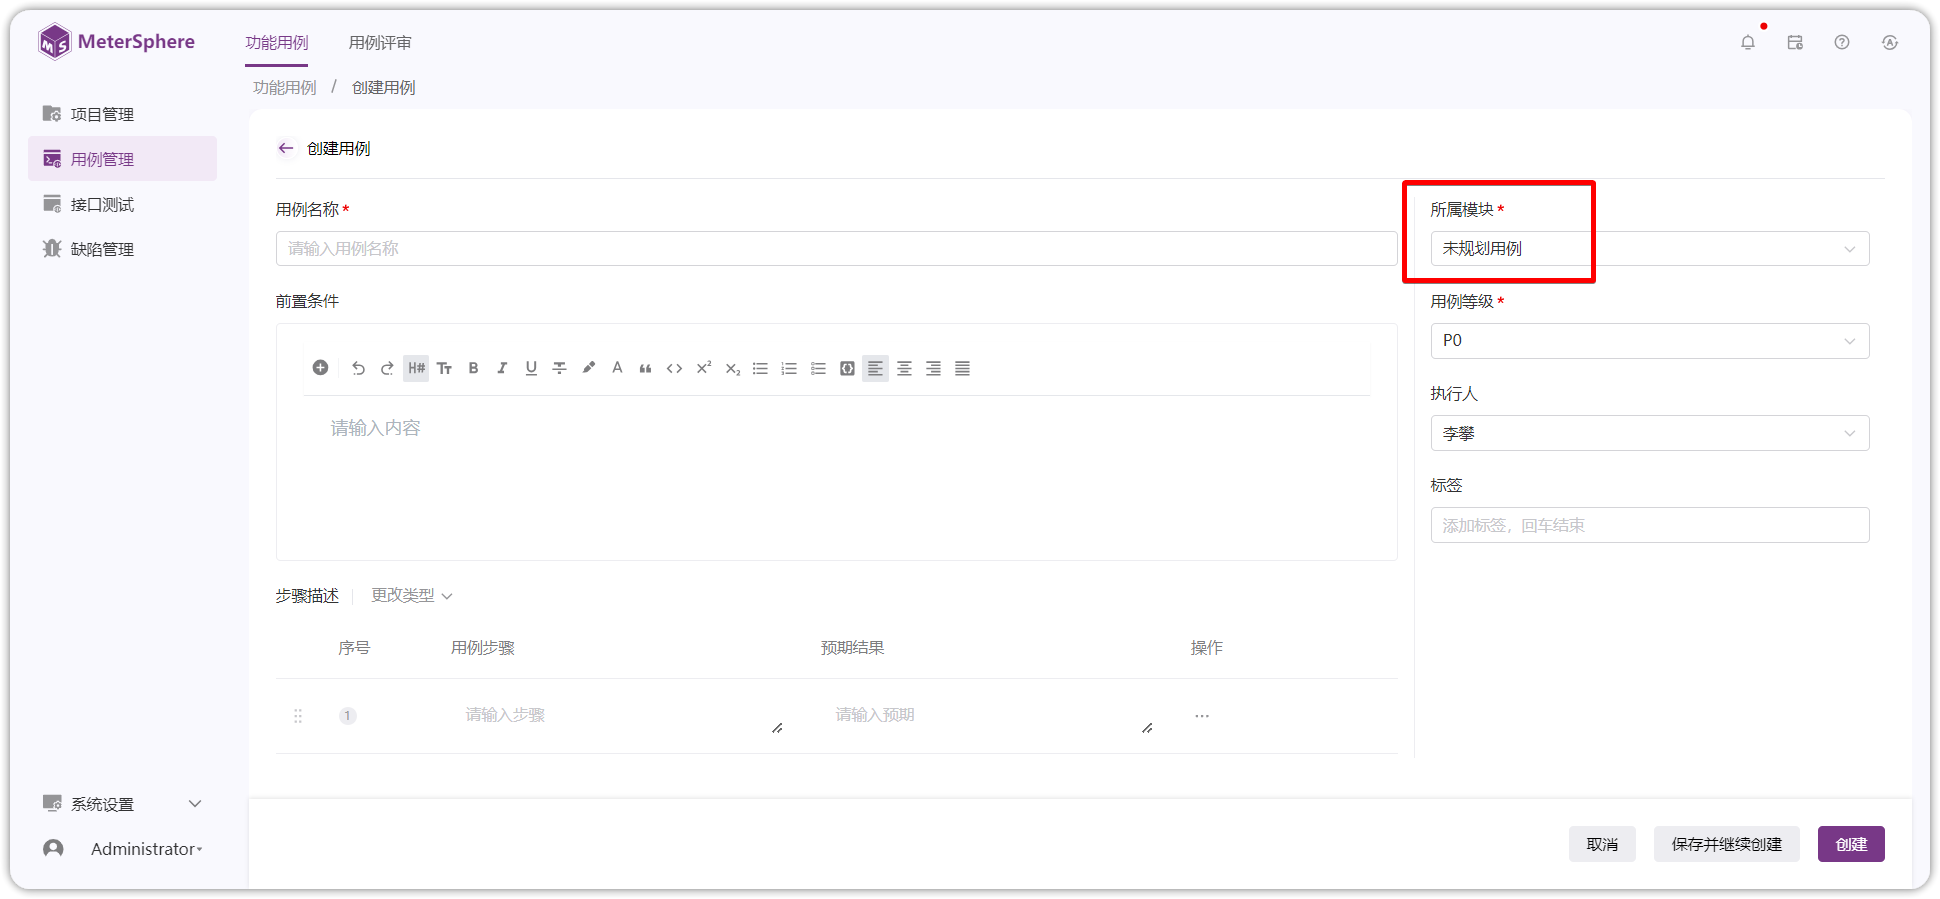 MeterSphere
功能用例 用例评审
功能用例 / 创建用例
项目管理
用例管理
接口测试
缺陷管理
系统设置
Administrator
创建用例
用例名称*
请输入用例名称
前置条件
请输入内容
步骤描述 更改类型
序号 用例步骤 预期结果 操作
1 请输入步骤 请输入预期 ...
所属模块*
未规划用例
用例等级*
P0
执行人
李攀
标签
添加标签，回车结束
取消 保存并继续创建 创建